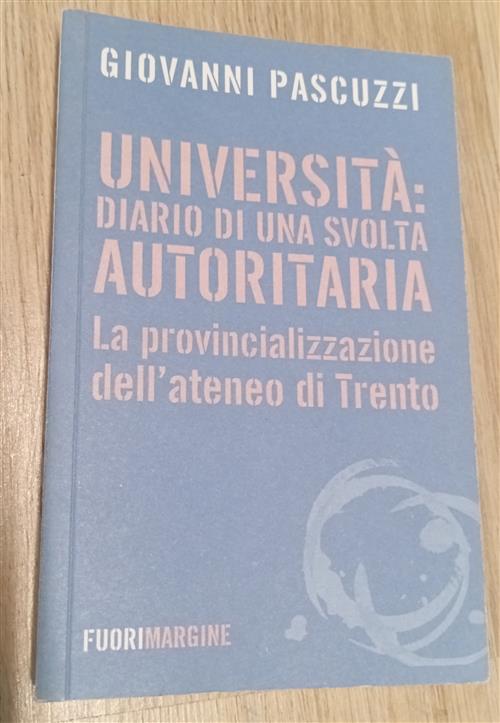 GIOVANNI PASCUZZI
UNIVERSITÀ:
DIARIO DI UNA SVOLTA
AUTORITARIA
La provincializzazione
dell'ateneo di Trento
FUORIMARGINE